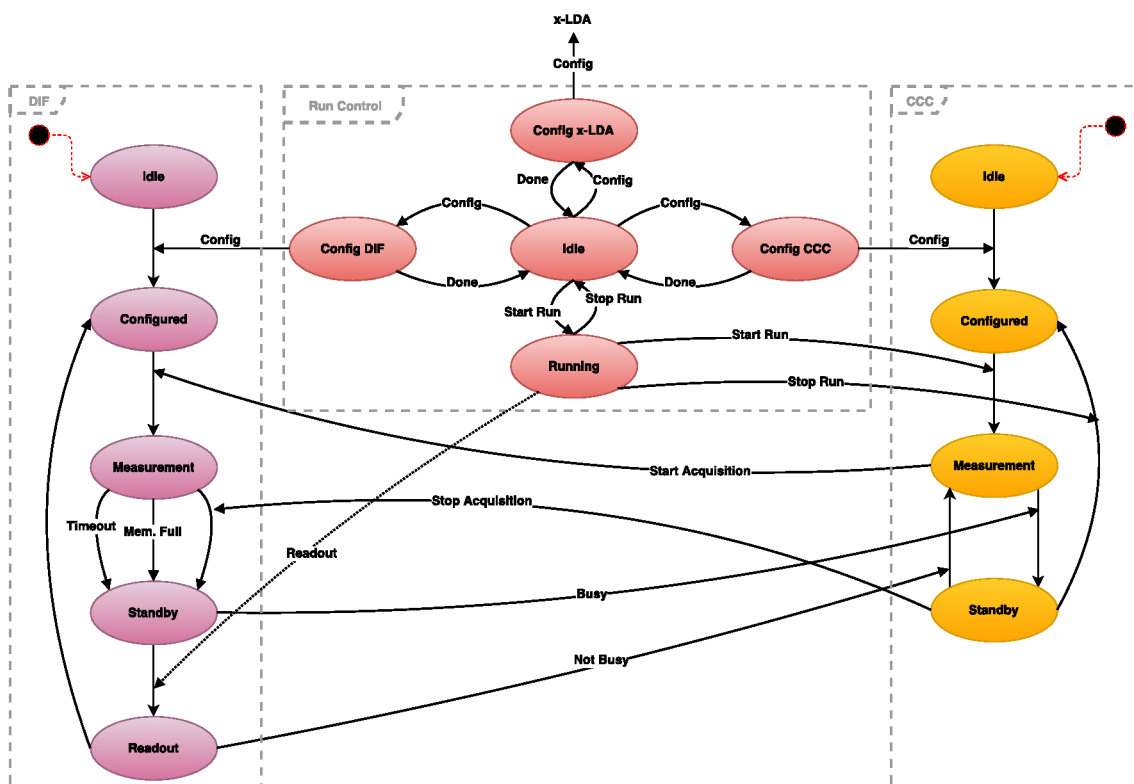 x-LDA
Config
DIF
Run Control
CCC
Config x-LDA
Idle
Done
Config
Idle
Config
Config
Config
Config DIF
Idle
Config CCC
Config
Done
Done
Stop Run
Start Run
Configured
Configured
Start Run
Running
Stop Run
Measurement
Start Acquisition
Measurement
Stop Acquisition
Timeout
Mem. Full
Readout
Busy
Standby
Standby
Not Busy
Readout